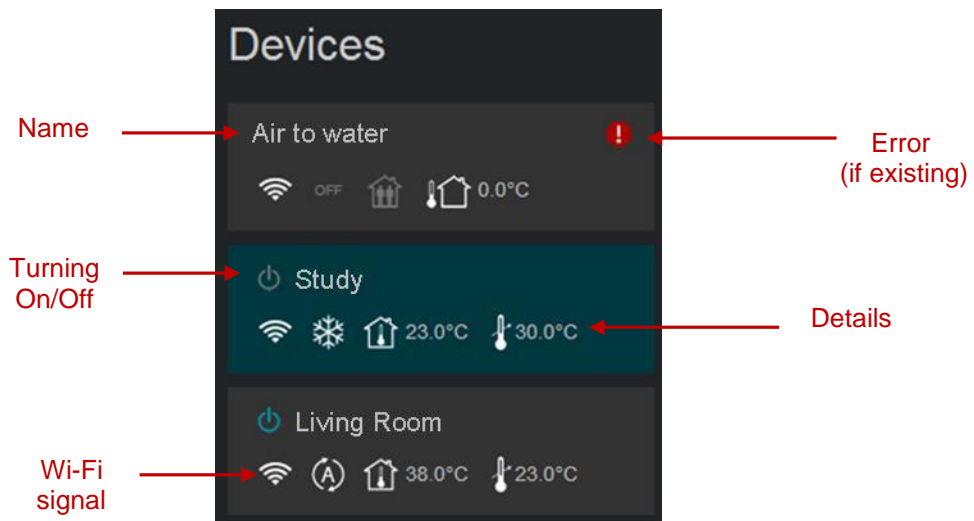 Devices
Name
Air to water
Error
(if existing)
OFF
0.0°C
Turning
On/Off
Study
23.0°C
30.0°C
Details
Living Room
Wi-Fi
signal
A
38.0°C
23.0°C